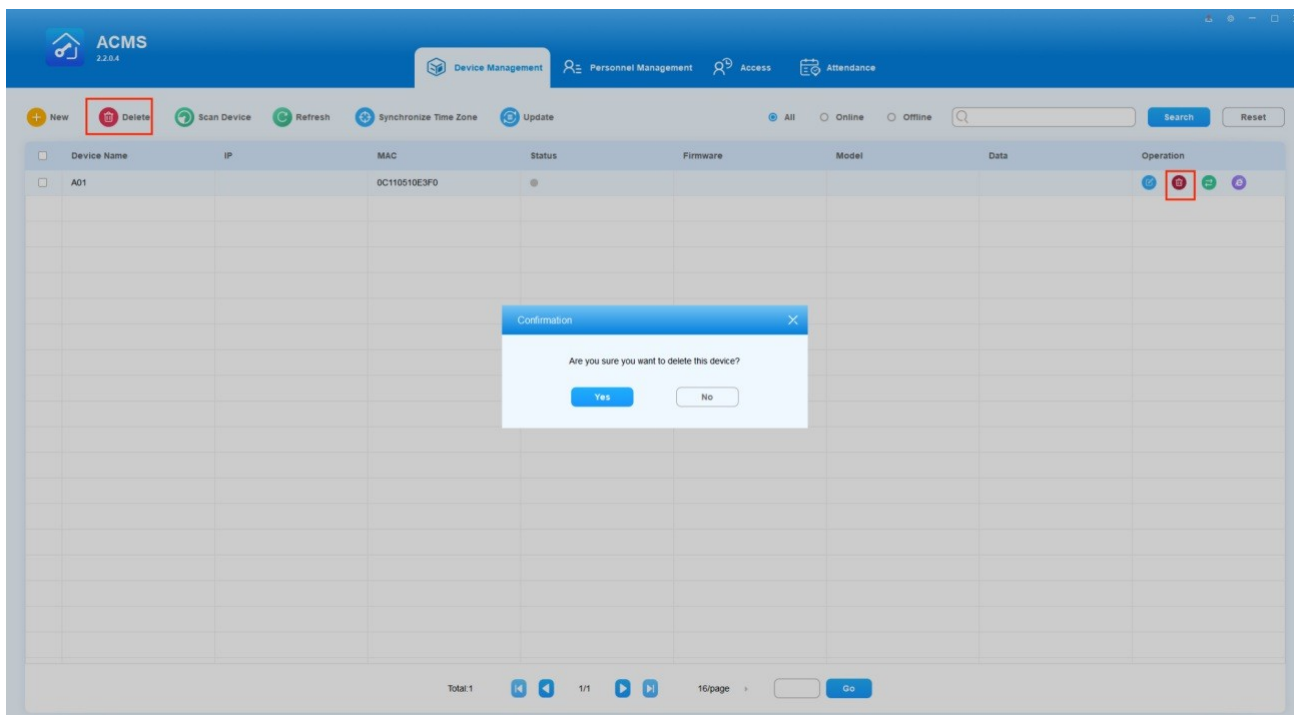 ACMS
2.2.0.4
Device Management Personnel Management Access Attendance
New Delete Scan Device Refresh Synchronize Time Zone Update All Online Offline Search Reset
Device Name IP MAC Status Firmware Model Data Operation
A01 0C110510E3F0
Confirmation
Are you sure you want to delete this device?
Yes No
Total:1 1/1 16/page Go